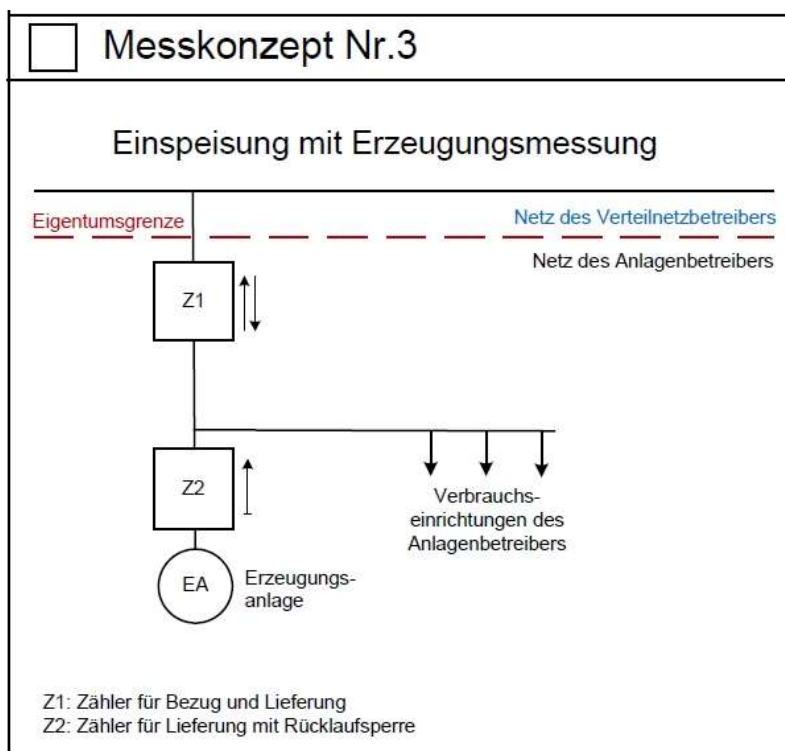 Messkonzept Nr.3
Einspeisung mit Erzeugungsmessung
Eigentumsgrenze
Netz des Verteilnetzbetreibers
Netz des Anlagenbetreibers
Z1
Z2
Verbrauchs-
einrichtungen des
Anlagenbetreibers
EA
Erzeugungs-
anlage
Z1: Zähler für Bezug und Lieferung
Z2: Zähler für Lieferung mit Rücklaufsperre